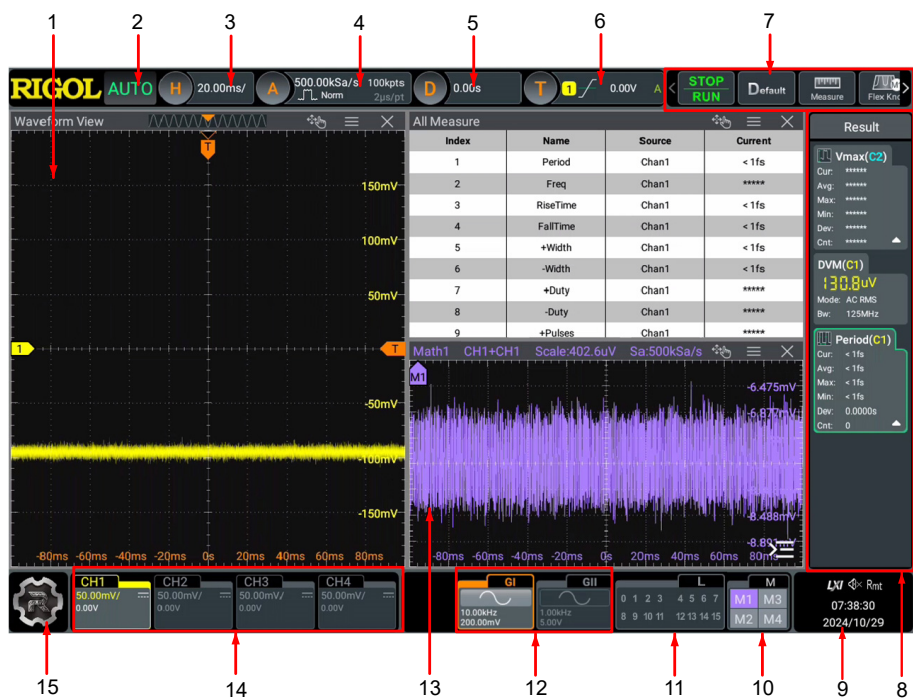 1 2 3 4 5 6 7
RIGOL AUTO H 20.00ms/ A 500.00kSa/s 100kpts Norm 2μs/pt D 0.00s T 1 0.00V A STOP RUN Default Measure Flex Kno
Waveform View
T
150mV
100mV
50mV
1 T
-50mV
-100mV
-150mV
-80ms -60ms -40ms -20ms 0s 20ms 40ms 60ms 80ms
All Measure
Index Name Source Current
1 Period Chan1 < 1fs
2 Freq Chan1 *****
3 RiseTime Chan1 < 1fs
4 FallTime Chan1 < 1fs
5 +Width Chan1 < 1fs
6 -Width Chan1 < 1fs
7 +Duty Chan1 *****
8 -Duty Chan1 *****
9 +Pulses Chan1 *****
Math1 CH1+CH1 Scale:402.6uV Sa:500kSa/s
M1
-6.475mV
-6.877mV
-8.488mV
-80ms -60ms -40ms -20ms 0s 20ms 40ms 60ms
Result
Vmax(C2)
Cur: ******
Avg: ******
Max: ******
Min: ******
Dev: ******
Cnt: ******
DVM(C1)
130.8uV
Mode: AC RMS
Bw: 125MHz
Period(C1)
Cur: < 1fs
Avg: < 1fs
Max: < 1fs
Min: < 1fs
Dev: 0.0000s
Cnt: 0
CH1 CH2 CH3 CH4
50.00mV/ 50.00mV/ 50.00mV/ 50.00mV/
0.00V 0.00V 0.00V 0.00V
GI GII
10.00kHz 1.00kHz
200.00mV 5.00V
L
0 1 2 3 4 5 6 7
8 9 10 11 12 13 14 15
M
M1 M3
M2 M4
LXI Rmt
07:38:30
2024/10/29
15 14 13 12 11 10 9 8